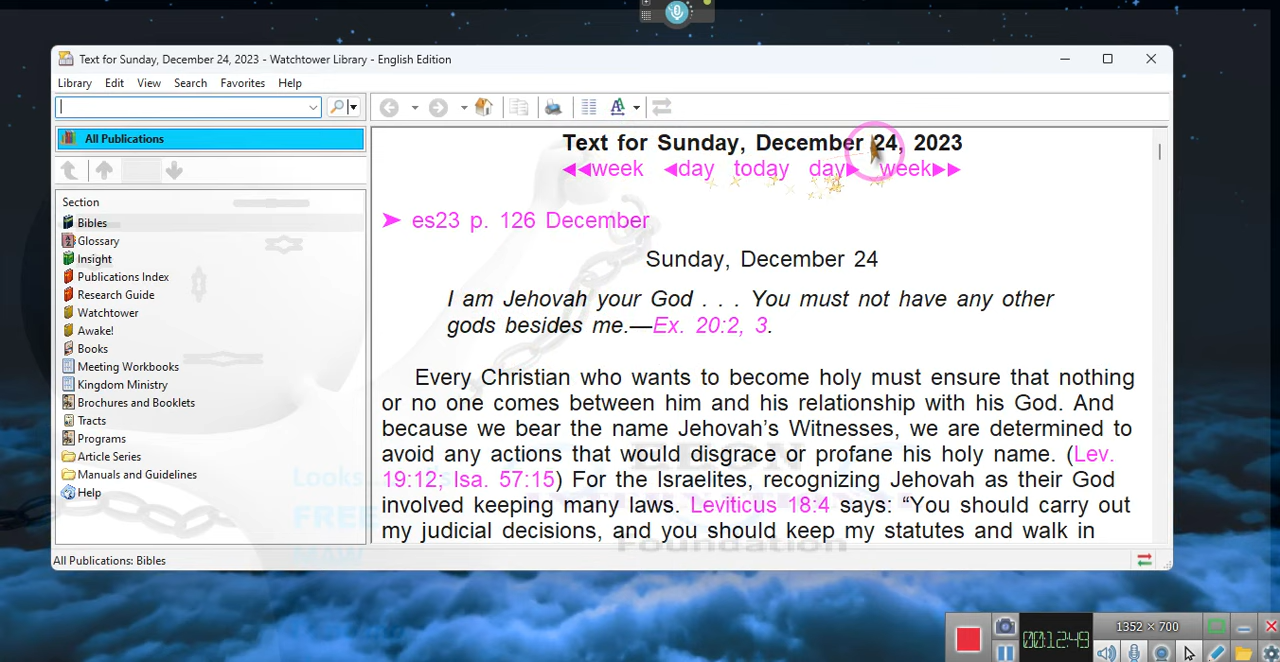 Text for Sunday, December 24, 2023 - Watchtower Library - English Edition
Library Edit View Search Favorites Help
All Publications
Section
Bibles
Glossary
Insight
Publications Index
Research Guide
Watchtower
Awake!
Books
Meeting Workbooks
Kingdom Ministry
Brochures and Booklets
Tracts
Programs
Article Series
Manuals and Guidelines
Help
Text for Sunday, December 24, 2023
◀◀week ◀day today day▶ week▶▶
➤ es23 p. 126 December
Sunday, December 24
I am Jehovah your God . . . You must not have any other
gods besides me.—Ex. 20:2, 3.
Every Christian who wants to become holy must ensure that nothing
or no one comes between him and his relationship with his God. And
because we bear the name Jehovah’s Witnesses, we are determined to
avoid any actions that would disgrace or profane his holy name. (Lev.
19:12; Isa. 57:15) For the Israelites, recognizing Jehovah as their God
involved keeping many laws. Leviticus 18:4 says: “You should carry out
my judicial decisions, and you should keep my statutes and walk in
Looks
FREE
Foundation
All Publications: Bibles
00:12:49
1352 × 700